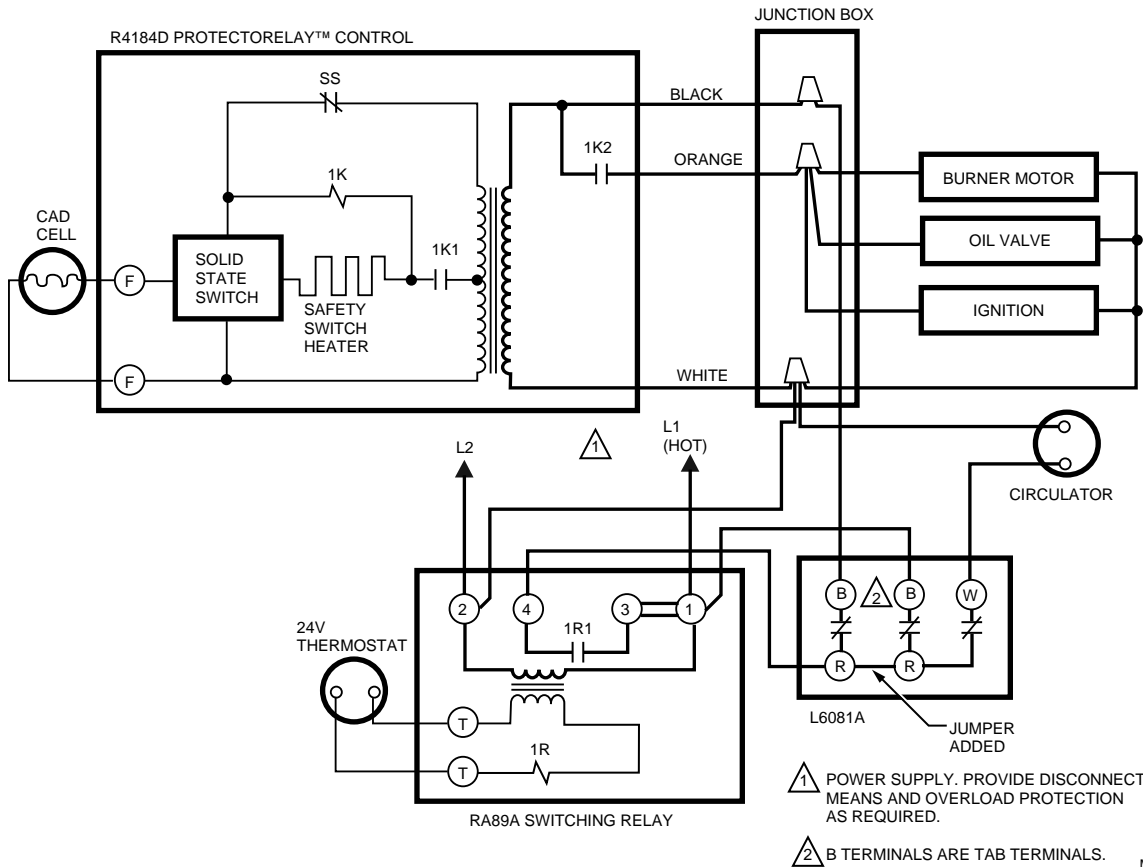 JUNCTION BOX
R4184D PROTECTORELAY™ CONTROL
SS
BLACK
1K2
ORANGE
1K
BURNER MOTOR
CAD
CELL
OIL VALVE
SOLID
STATE
SWITCH
1K1
F
SAFETY
SWITCH
HEATER
IGNITION
F
WHITE
L2
1
L1
(HOT)
CIRCULATOR
2
4
3
1
B
2
B
W
24V
THERMOSTAT
1R1
R
R
L6081A
T
JUMPER
ADDED
1R
T
RA89A SWITCHING RELAY
1 POWER SUPPLY. PROVIDE DISCONNECT
MEANS AND OVERLOAD PROTECTION
AS REQUIRED.
2 B TERMINALS ARE TAB TERMINALS.